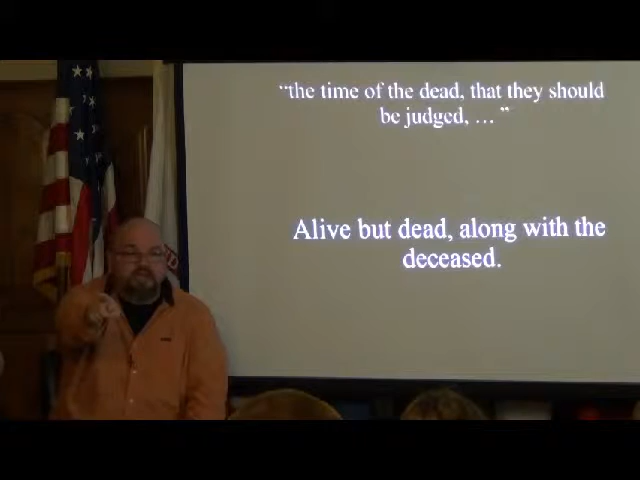 “the time of the dead, that they should
be judged, … ”
Alive but dead, along with the
deceased.